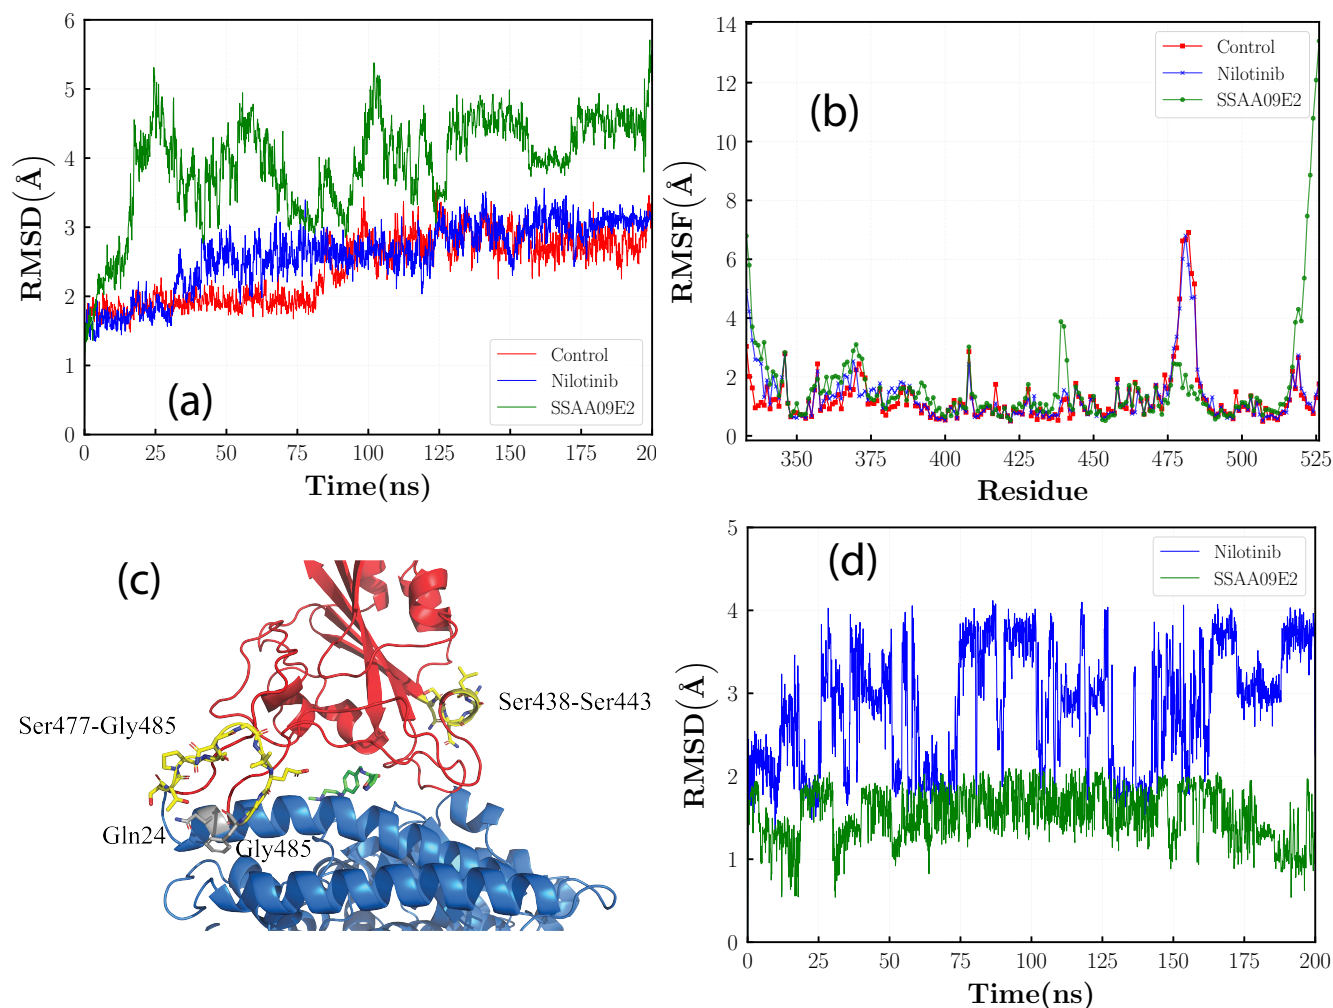 6
5
4
3
2
1
0
RMSD(Å)
0 25 50 75 100 125 150 175 20
Time(ns)
(a)
Control
Nilotinib
SSAA09E2
14
12
10
8
6
4
2
0
RMSF(Å)
350 375 400 425 450 475 500 525
Residue
(b)
Control
Nilotinib
SSAA09E2
(c)
Ser438-Ser443
Ser477-Gly485
Gln24
Gly485
5
4
3
2
1
0
RMSD(Å)
0 25 50 75 100 125 150 175 200
Time(ns)
(d)
Nilotinib
SSAA09E2